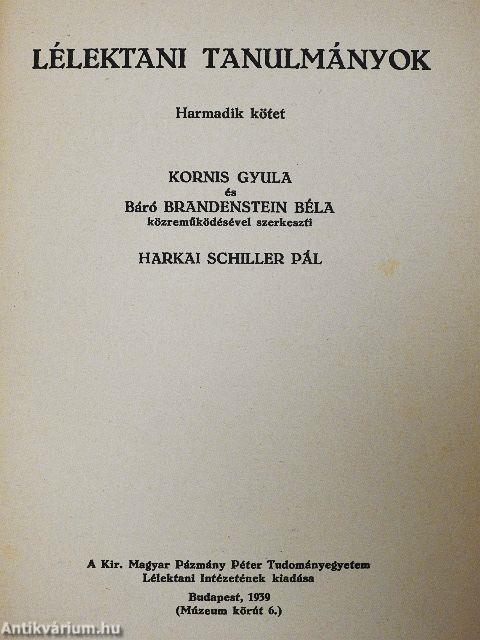 LÉLEKTANI TANULMÁNYOK
Harmadik kötet
KORNIS GYULA
és
Báró BRANDENSTEIN BÉLA
közreműködésével szerkeszti
HARKAI SCHILLER PÁL
A Kir. Magyar Pázmány Péter Tudományegyetem
Lélektani Intézetének kiadása
Budapest, 1939
(Múzeum körút 6.)
Antikvárium.hu